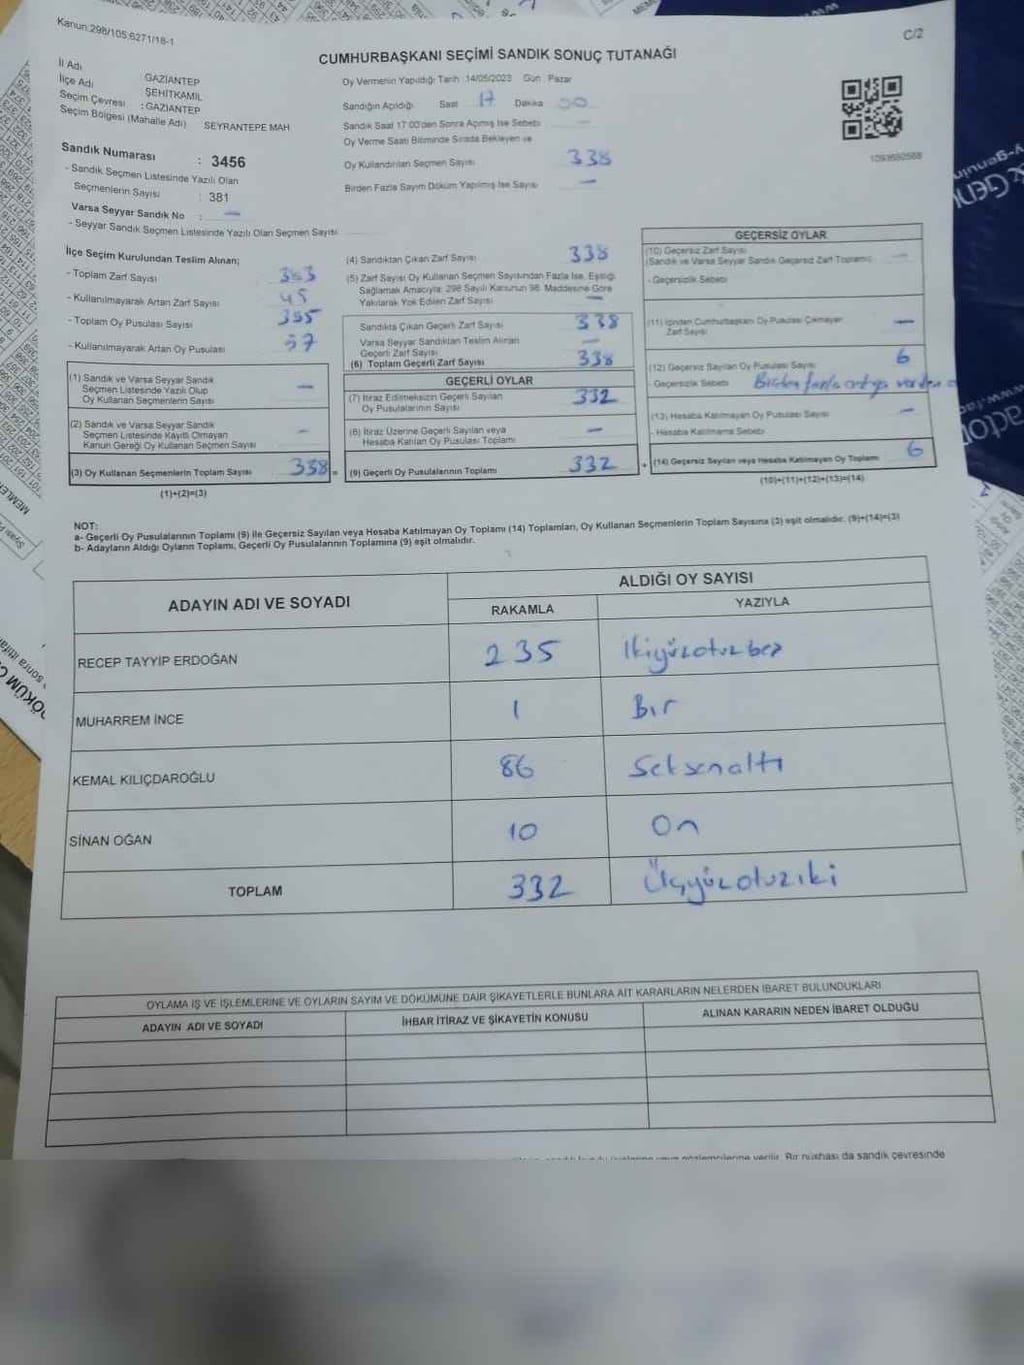 Kanun:298/105;6271/18-1
C/2
CUMHURBAŞKANI SEÇİMİ SANDIK SONUÇ TUTANAĞI
İl Adı GAZİANTEP
İlçe Adı ŞEHİTKAMİL
Seçim Çevresi : GAZİANTEP
Seçim Bölgesi (Mahalle Adı) SEYRANTEPE MAH
Oy Vermenin Yapıldığı Tarih 14/05/2023 Gün Pazar
Sandığın Açıldığı Saat 17 Dakika 00
Sandık Saat 17:00'den Sonra Açılmış İse Sebebi —
Oy Verme Saati Bitiminde Sırada Bekleyen ve
Oy Kullandırılan Seçmen Sayısı 338
Birden Fazla Sayım Döküm Yapılmış İse Sayısı —
Sandık Numarası : 3456
- Sandık Seçmen Listesinde Yazılı Olan
Seçmenlerin Sayısı : 381
Varsa Seyyar Sandık No : —
- Seyyar Sandık Seçmen Listesinde Yazılı Olan Seçmen Sayısı
İlçe Seçim Kurulundan Teslim Alınan;
- Toplam Zarf Sayısı
- Kullanılmayarak Artan Zarf Sayısı 45
- Toplam Oy Pusulası Sayısı 395
- Kullanılmayarak Artan Oy Pusulası 57
(1) Sandık ve Varsa Seyyar Sandık
Seçmen Listesinde Yazılı Olup
Oy Kullanan Seçmenlerin Sayısı —
(2) Sandık ve Varsa Seyyar Sandık
Seçmen Listesinde Kayıtlı Olmayan
Kanun Gereği Oy Kullanan Seçmen Sayısı —
(3) Oy Kullanan Seçmenlerin Toplam Sayısı 338 =
(1)+(2)=(3)
(4) Sandıktan Çıkan Zarf Sayısı 338
(5) Zarf Sayısı Oy Kullanan Seçmen Sayısından Fazla İse, Eşitliği
Sağlamak Amacıyla; 298 Sayılı Kanunun 98. Maddesine Göre
Yakılarak Yok Edilen Zarf Sayısı —
Sandıkta Çıkan Geçerli Zarf Sayısı 338
Varsa Seyyar Sandıktan Teslim Alınan
Geçerli Zarf Sayısı —
(6) Toplam Geçerli Zarf Sayısı 338
GEÇERLİ OYLAR
(7) İtiraz Edilmeksizin Geçerli Sayılan
Oy Pusulalarının Sayısı 332
(8) İtiraz Üzerine Geçerli Sayılan veya
Hesaba Katılan Oy Pusulası Toplamı —
(9) Geçerli Oy Pusulalarının Toplamı 332 +
GEÇERSİZ OYLAR
(10) Geçersiz Zarf Sayısı
(Sandık ve Varsa Seyyar Sandık Geçersiz Zarf Toplamı) —
- Geçersizlik Sebebi
(11) İçinden Cumhurbaşkanı Oy Pusulası Çıkmayan
Zarf Sayısı —
(12) Geçersiz Sayılan Oy Pusulası Sayısı 6
- Geçersizlik Sebebi Birden fazla
(13) Hesaba Katılmayan Oy Pusulası Sayısı —
- Hesaba Katılmama Sebebi
(14) Geçersiz Sayılan veya Hesaba Katılmayan Oy Toplamı 6
(10)+(11)+(12)+(13)=(14)
NOT:
a- Geçerli Oy Pusulalarının Toplamı (9) ile Geçersiz Sayılan veya Hesaba Katılmayan Oy Toplamı (14) Toplamları, Oy Kullanan Seçmenlerin Toplam Sayısına (3) eşit olmalıdır. (9)+(14)=(3)
b- Adayların Aldığı Oyların Toplamı, Geçerli Oy Pusulalarının Toplamına (9) eşit olmalıdır.
ADAYIN ADI VE SOYADI ALDIĞI OY SAYISI
RAKAMLA YAZIYLA
RECEP TAYYİP ERDOĞAN 235 İkiyüzotuzbeş
MUHARREM İNCE 1 Bir
KEMAL KILIÇDAROĞLU 86 Seksenaltı
SİNAN OĞAN 10 On
TOPLAM 332 Üçyüzotuziki
OYLAMA İŞ VE İŞLEMLERİNE VE OYLARIN SAYIM VE DÖKÜMÜNE DAİR ŞİKAYETLERLE BUNLARA AİT KARARLARIN NELERDEN İBARET BULUNDUKLARI
ADAYIN ADI VE SOYADI İHBAR İTİRAZ VE ŞİKAYETİN KONUSU ALINAN KARARIN NEDEN İBARET OLDUĞU
verilir. Bir nüshası da sandık çevresinde